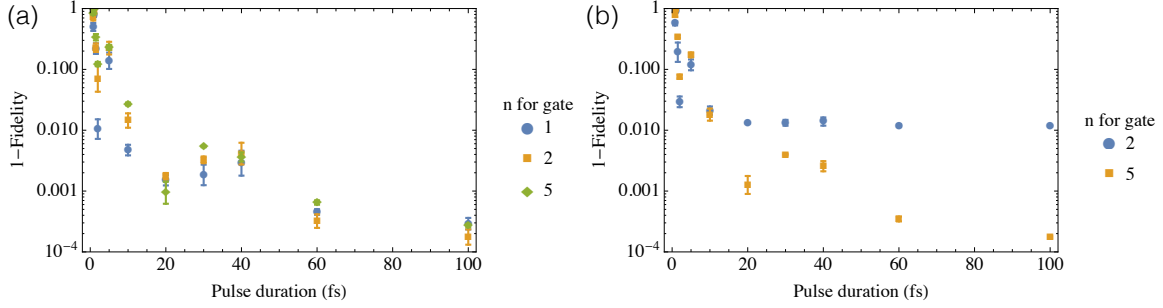 (a)
1
0.100
0.010
0.001
10⁻⁴
1−Fidelity
0 20 40 60 80 100
Pulse duration (fs)
n for gate
1
2
5
(b)
1
0.100
0.010
0.001
10⁻⁴
1−Fidelity
0 20 40 60 80 100
Pulse duration (fs)
n for gate
2
5